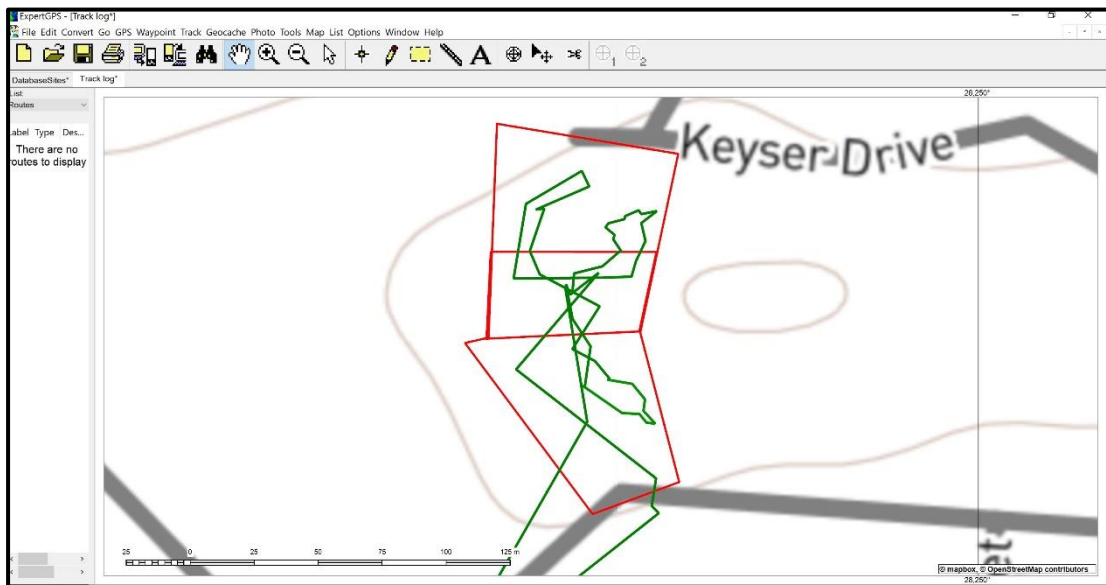 ExpertGPS - [Track log*]
File Edit Convert Go GPS Waypoint Track Geocache Photo Tools Map List Options Window Help
A
1
2
DatabaseSites*
Track log*
List
Routes
Label Type Des...
There are no
routes to display
28,250°
Keyser Drive
25 0 25 50 75 100 125 m
© mapbox, © OpenStreetMap contributors
28,250°